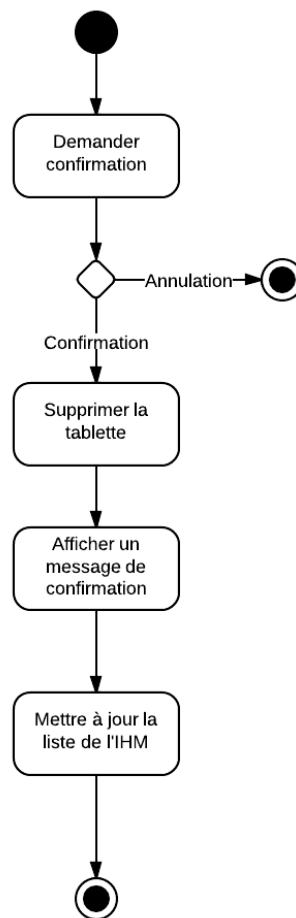 Demander
confirmation
Annulation
Confirmation
Supprimer la
tablette
Afficher un
message de
confirmation
Mettre à jour la
liste de l'IHM